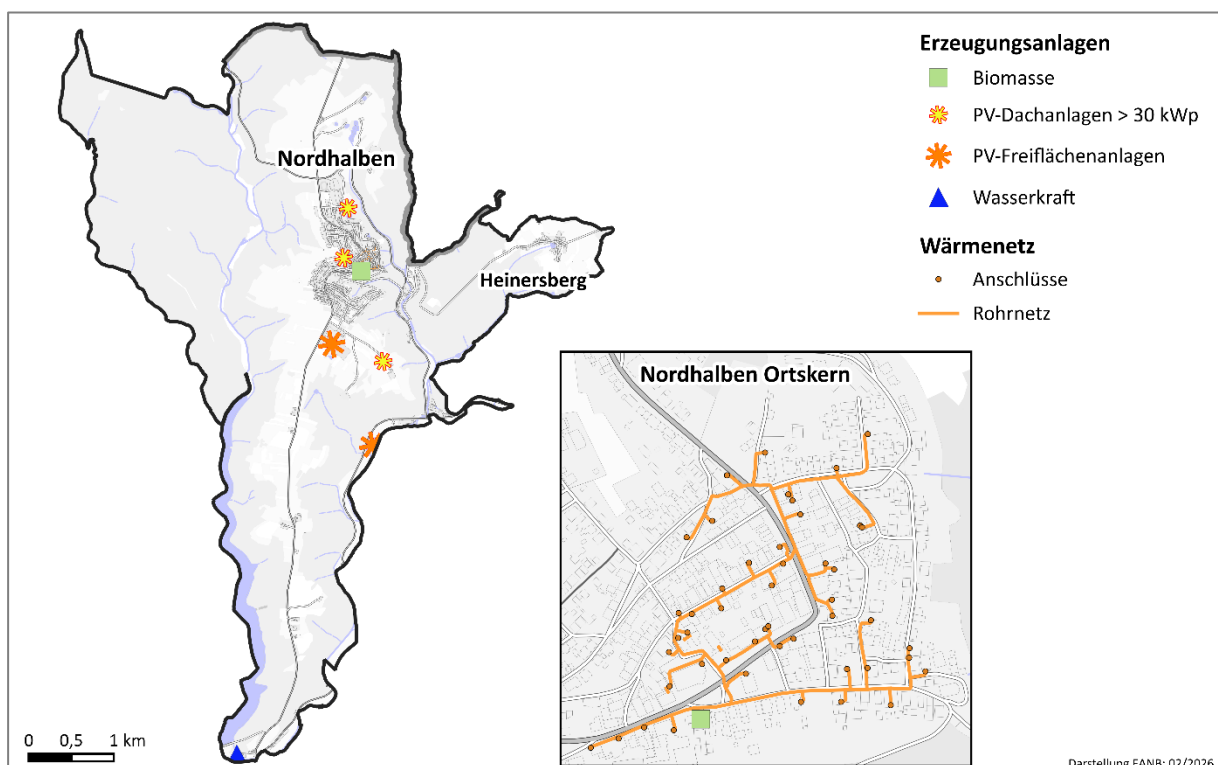 Nordhalben
Heinersberg
0 0,5 1 km
Erzeugungsanlagen
Biomasse
PV-Dachanlagen > 30 kWp
PV-Freiflächenanlagen
Wasserkraft
Wärmenetz
Anschlüsse
Rohrnetz
Nordhalben Ortskern
Darstellung EANB: 02/2026